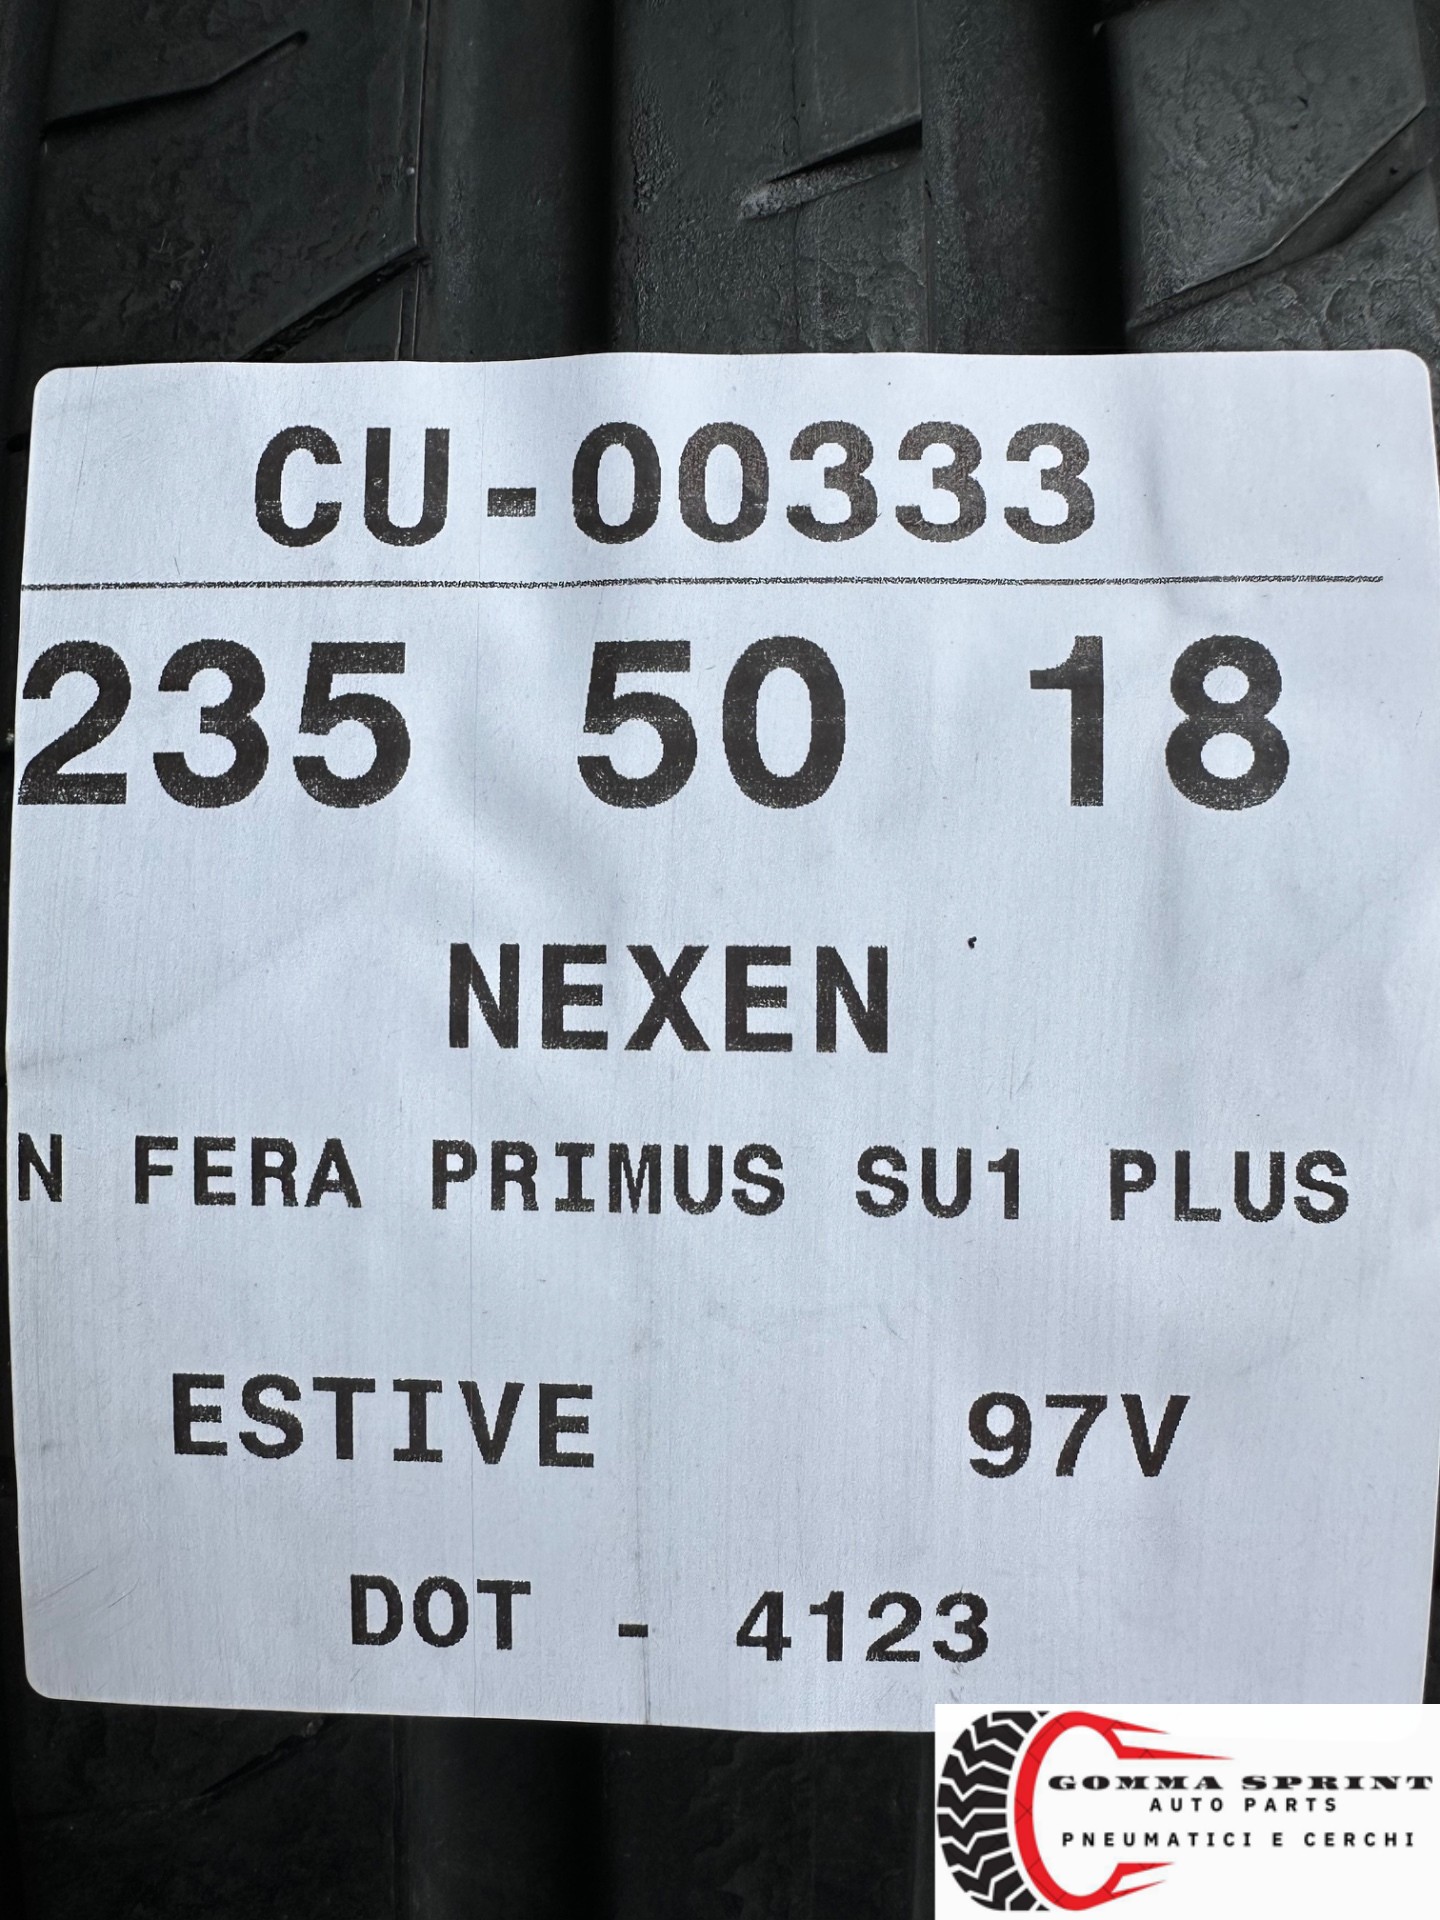 CU-00333
235 50 18
NEXEN
N FERA PRIMUS SU1 PLUS
ESTIVE 97V
DOT - 4123
GOMMA SPRINT
AUTO PARTS
PNEUMATICI E CERCHI